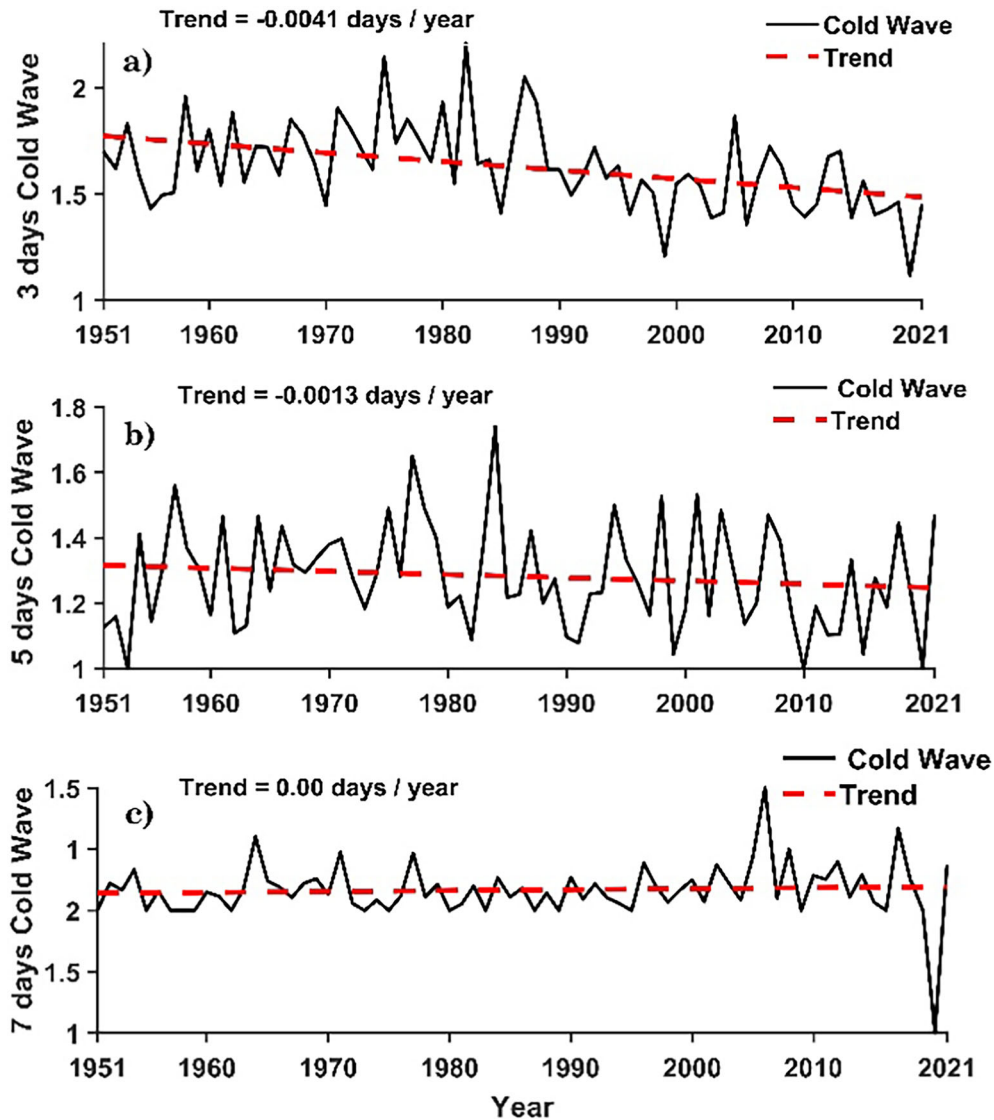 Trend = -0.0041 days / year
Cold Wave
Trend
a)
3 days Cold Wave
2
1.5
1
1951 1960 1970 1980 1990 2000 2010 2021
Trend = -0.0013 days / year
Cold Wave
Trend
b)
5 days Cold Wave
1.8
1.6
1.4
1.2
1
1951 1960 1970 1980 1990 2000 2010 2021
Trend = 0.00 days / year
Cold Wave
Trend
c)
7 days Cold Wave
1.5
1
2
1.5
1
1951 1960 1970 1980 1990 2000 2010 2021
Year